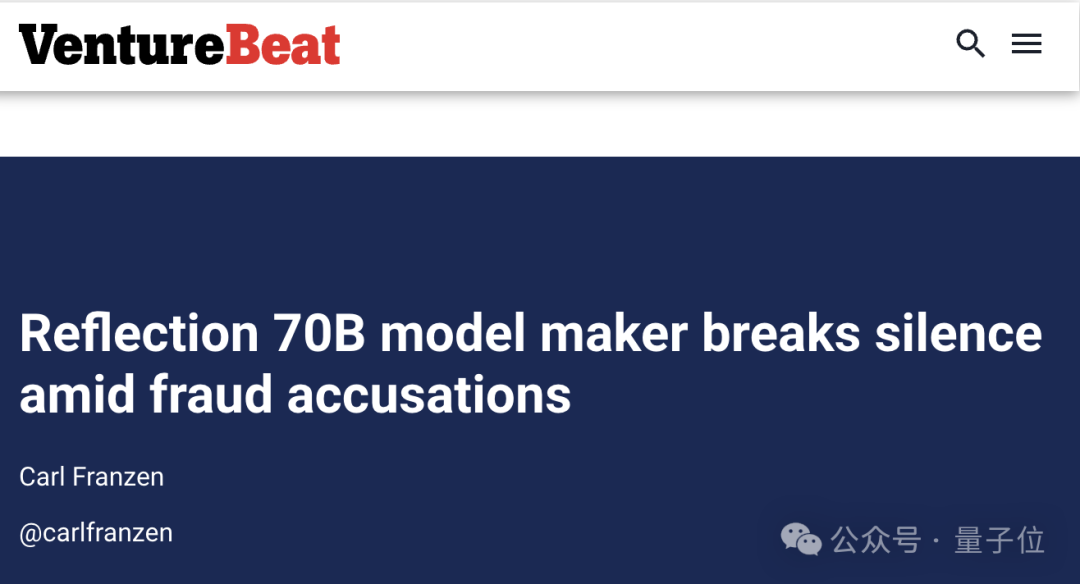 VentureBeat
Reflection 70B model maker breaks silence
amid fraud accusations
Carl Franzen
@carlfranzen
公众号 · 量子位